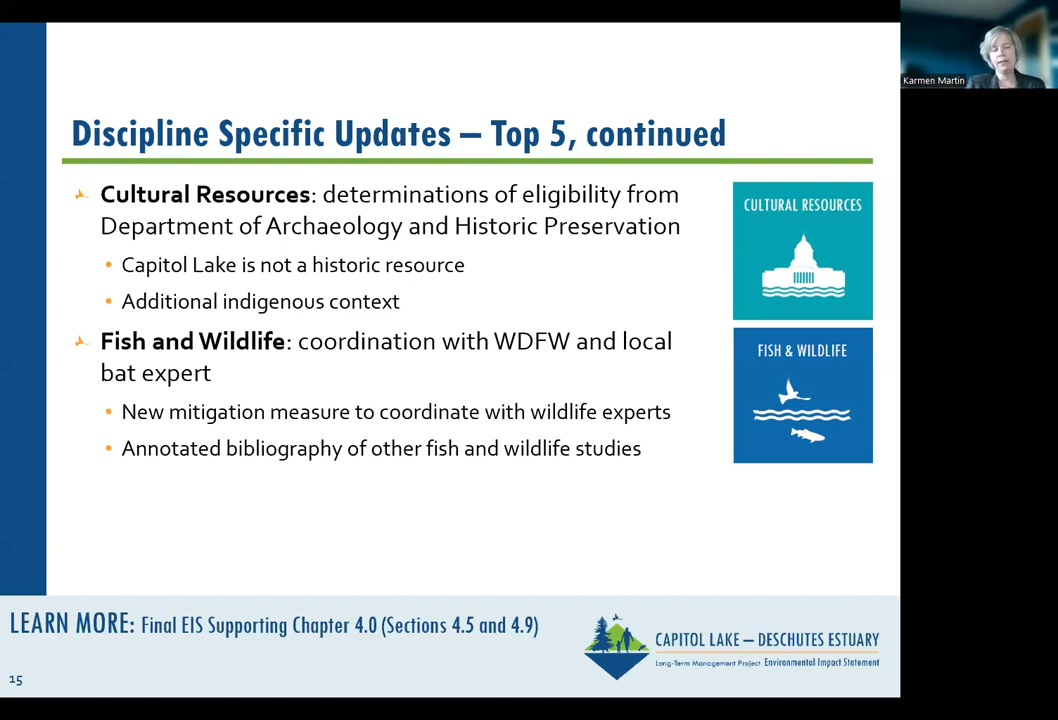 Karmen Martin
Discipline Specific Updates – Top 5, continued
Cultural Resources: determinations of eligibility from
Department of Archaeology and Historic Preservation
• Capitol Lake is not a historic resource
• Additional indigenous context
Fish and Wildlife: coordination with WDFW and local
bat expert
• New mitigation measure to coordinate with wildlife experts
• Annotated bibliography of other fish and wildlife studies
CULTURAL RESOURCES
FISH & WILDLIFE
LEARN MORE: Final EIS Supporting Chapter 4.0 (Sections 4.5 and 4.9)
CAPITOL LAKE – DESCHUTES ESTUARY
Long-Term Management Project Environmental Impact Statement
15